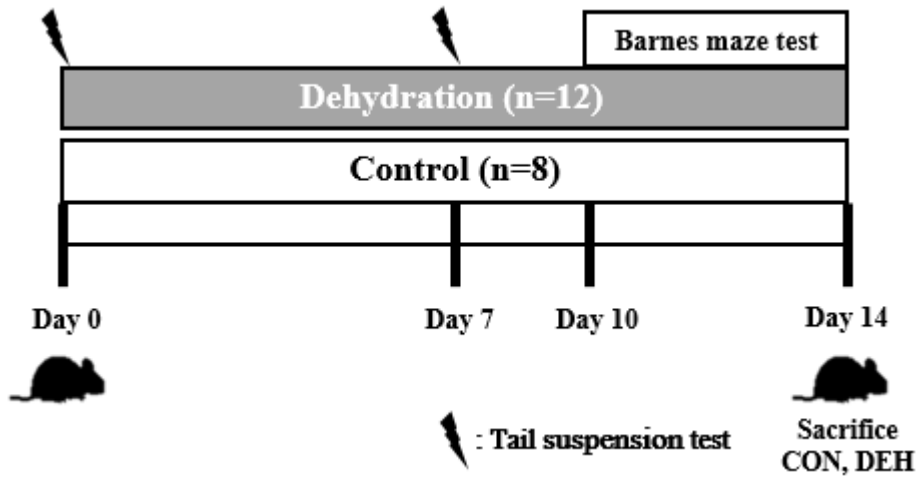 Barnes maze test
Dehydration (n=12)
Control (n=8)
Day 0
Day 7
Day 10
Day 14
: Tail suspension test
Sacrifice
CON, DEH